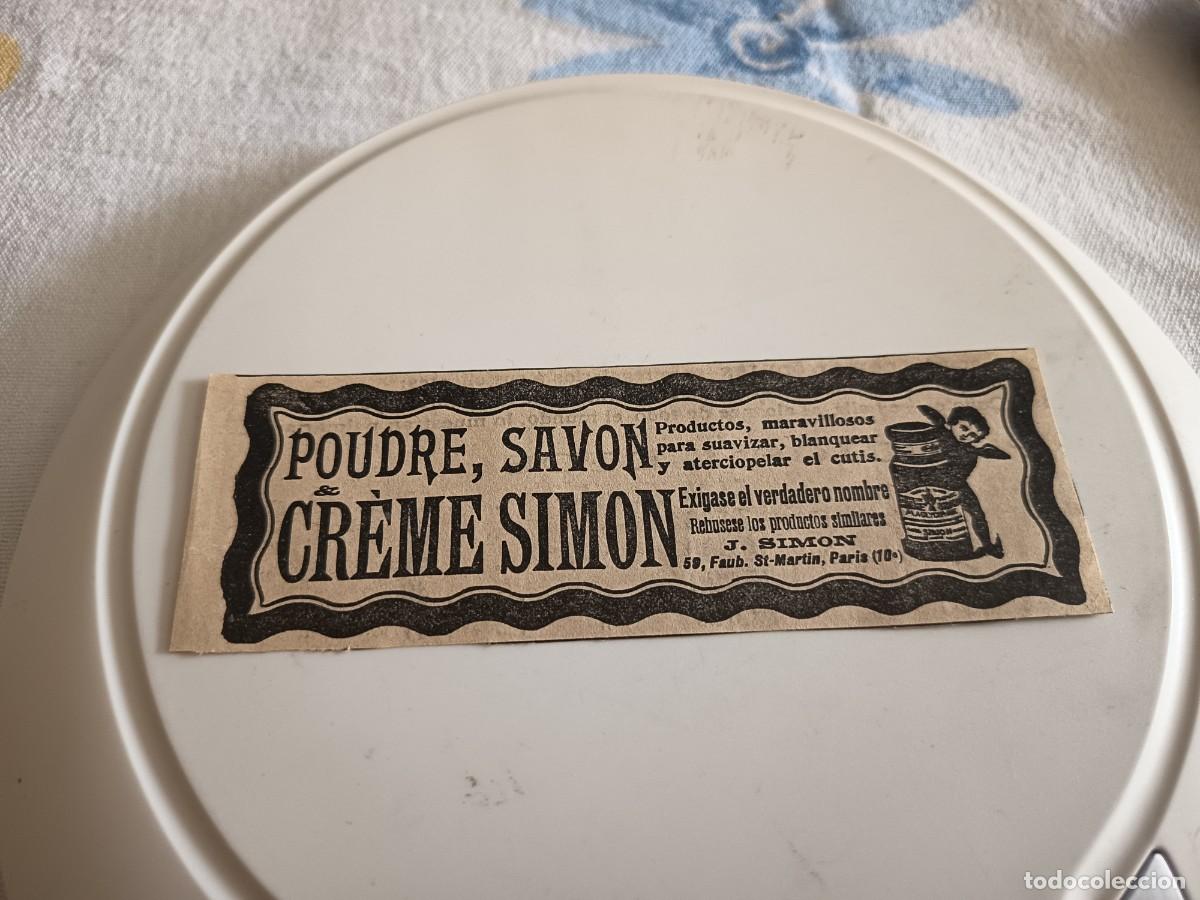 POUDRE, SAVON
&
CRÈME SIMON
Productos, maravillosos
para suavizar, blanquear
y aterciopelar el cutis.
Exigase el verdadero nombre
Rehusese los productos similares
J. SIMON
59, Faub. St-Martin, Paris (10º)
todocoleccion